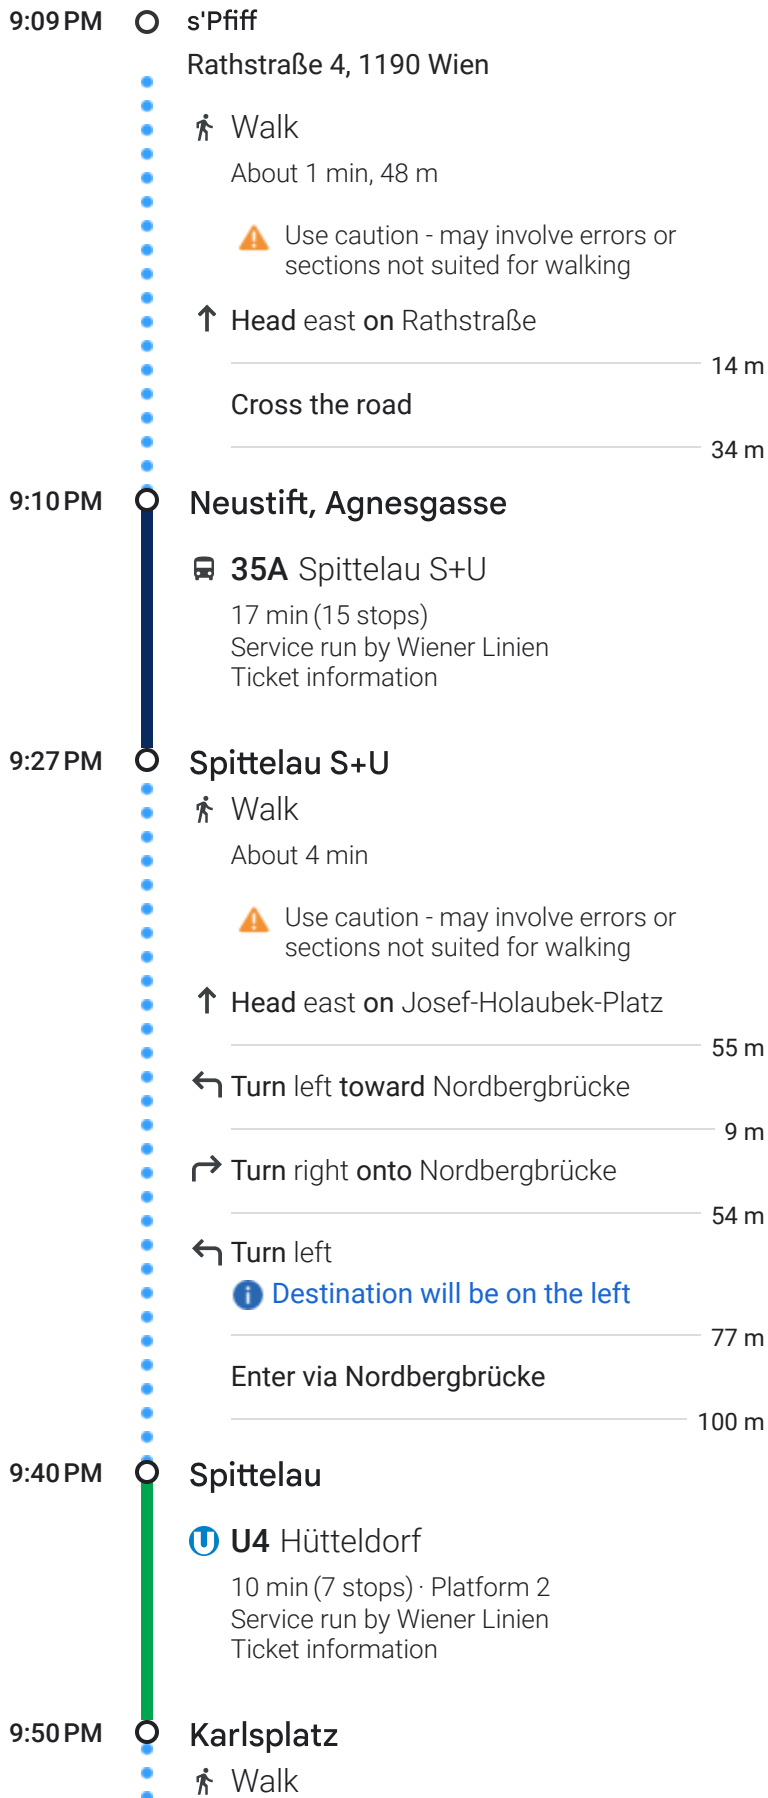 9:09 PM s'Pfiff
Rathstraße 4, 1190 Wien
Walk
About 1 min, 48 m
Use caution - may involve errors or
sections not suited for walking
Head east on Rathstraße
14 m
Cross the road
34 m
9:10 PM Neustift, Agnesgasse
35A Spittelau S+U
17 min (15 stops)
Service run by Wiener Linien
Ticket information
9:27 PM Spittelau S+U
Walk
About 4 min
Use caution - may involve errors or
sections not suited for walking
Head east on Josef-Holaubek-Platz
55 m
Turn left toward Nordbergbrücke
9 m
Turn right onto Nordbergbrücke
54 m
Turn left
Destination will be on the left
77 m
Enter via Nordbergbrücke
100 m
9:40 PM Spittelau
U U4 Hütteldorf
10 min (7 stops) · Platform 2
Service run by Wiener Linien
Ticket information
9:50 PM Karlsplatz
Walk